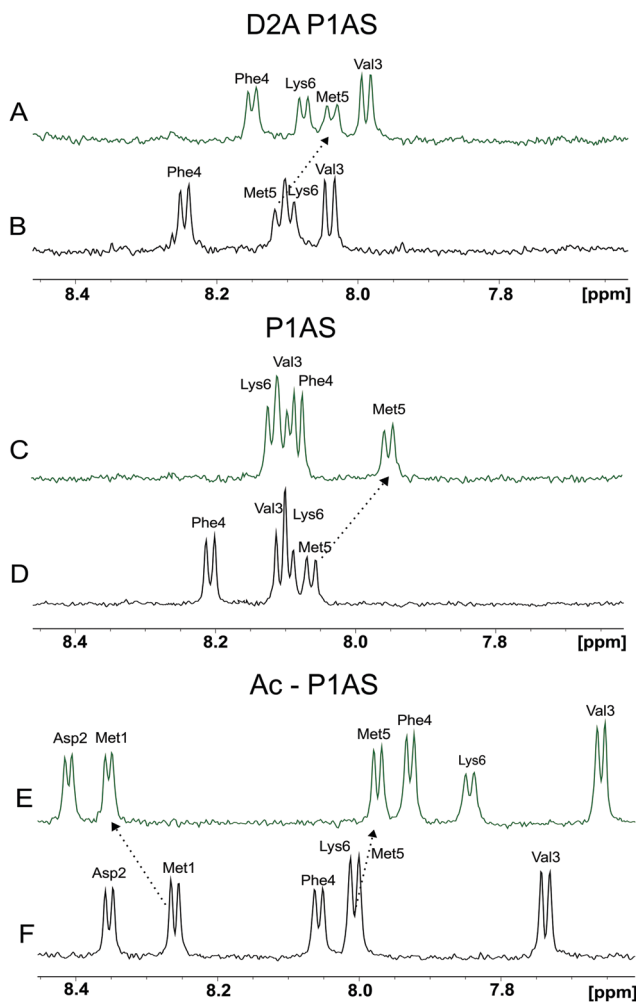 D2A P1AS
Val3
Phe4
Lys6
Met5
A
Phe4
Val3
Met5
Lys6
B
8.4 8.2 8.0 7.8 [ppm]
P1AS
Val3
Lys6
Phe4
Met5
C
Phe4
Val3
Lys6
Met5
D
8.4 8.2 8.0 7.8 [ppm]
Ac - P1AS
Val3
Phe4
Asp2 Met1
Met5
Lys6
E
Lys6
Met5
Val3
Asp2
Met1
Phe4
F
8.4 8.2 8.0 7.8 [ppm]